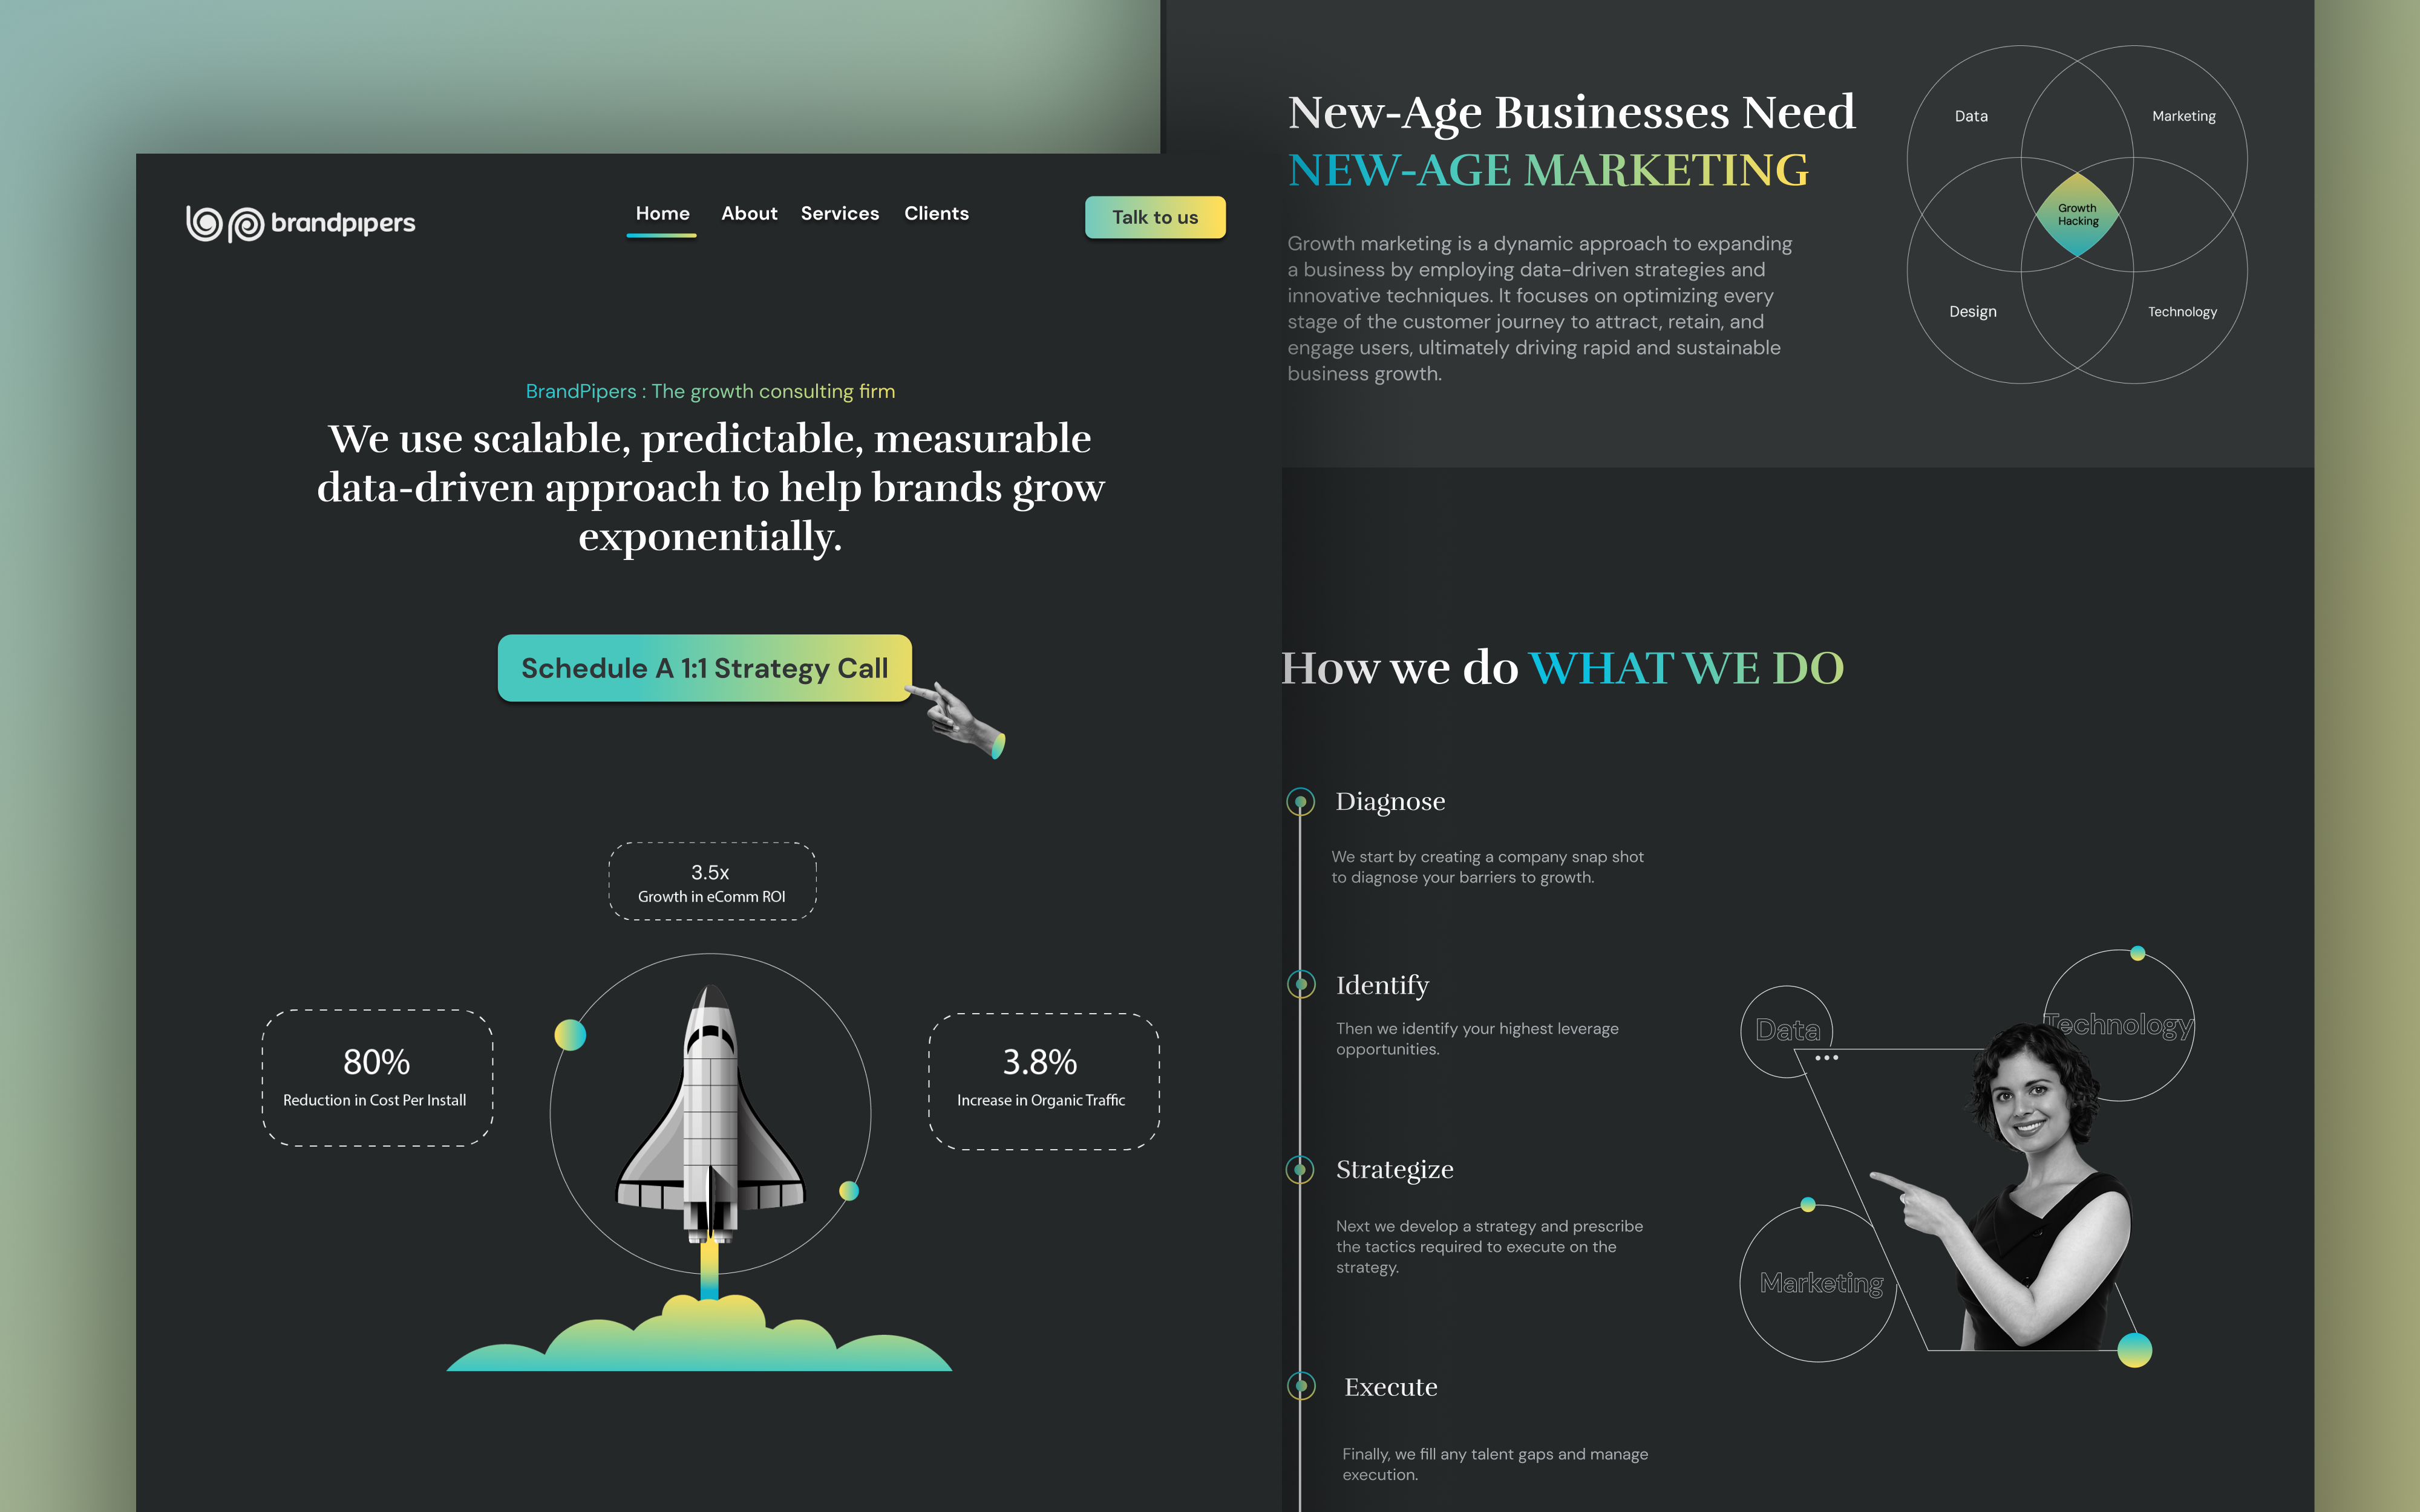 brandpipers
Home About Services Clients
Talk to us
BrandPipers : The growth consulting firm
We use scalable, predictable, measurable
data-driven approach to help brands grow
exponentially.
Schedule A 1:1 Strategy Call
3.5x
Growth in eComm ROI
80%
Reduction in Cost Per Install
3.8%
Increase in Organic Traffic
New-Age Businesses Need
NEW-AGE MARKETING
Growth marketing is a dynamic approach to expanding
a business by employing data-driven strategies and
innovative techniques. It focuses on optimizing every
stage of the customer journey to attract, retain, and
engage users, ultimately driving rapid and sustainable
business growth.
Data
Marketing
Growth
Hacking
Design
Technology
How we do WHAT WE DO
Diagnose
We start by creating a company snap shot
to diagnose your barriers to growth.
Identify
Then we identify your highest leverage
opportunities.
Strategize
Next we develop a strategy and prescribe
the tactics required to execute on the
strategy.
Execute
Finally, we fill any talent gaps and manage
execution.
Data
Technology
Marketing